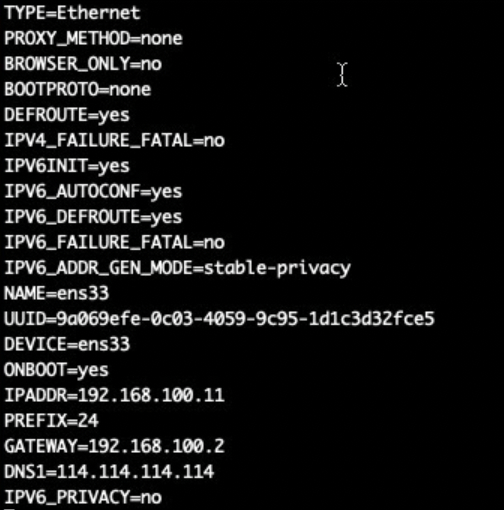 TYPE=Ethernet
PROXY_METHOD=none
BROWSER_ONLY=no
BOOTPROTO=none
DEFROUTE=yes
IPV4_FAILURE_FATAL=no
IPV6INIT=yes
IPV6_AUTOCONF=yes
IPV6_DEFROUTE=yes
IPV6_FAILURE_FATAL=no
IPV6_ADDR_GEN_MODE=stable-privacy
NAME=ens33
UUID=9a069efe-0c03-4059-9c95-1d1c3d32fce5
DEVICE=ens33
ONBOOT=yes
IPADDR=192.168.100.11
PREFIX=24
GATEWAY=192.168.100.2
DNS1=114.114.114.114
IPV6_PRIVACY=no